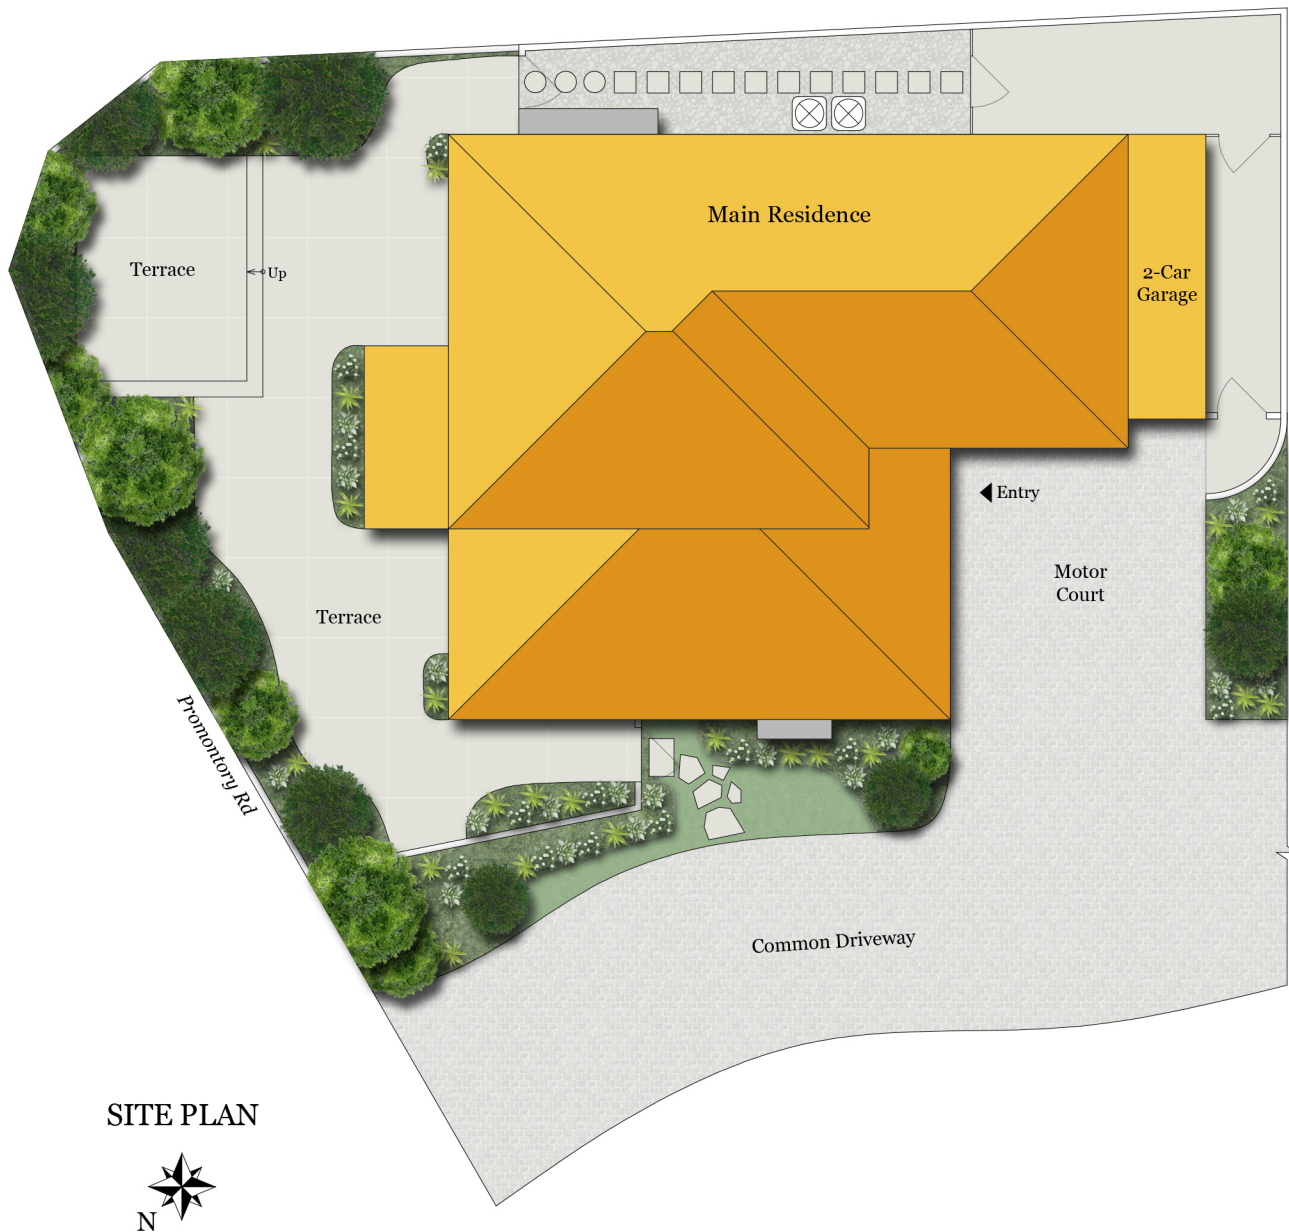 Main Residence
Terrace
Up
2-Car
Garage
Entry
Motor
Court
Terrace
Promontory Rd
Common Driveway
SITE PLAN
N